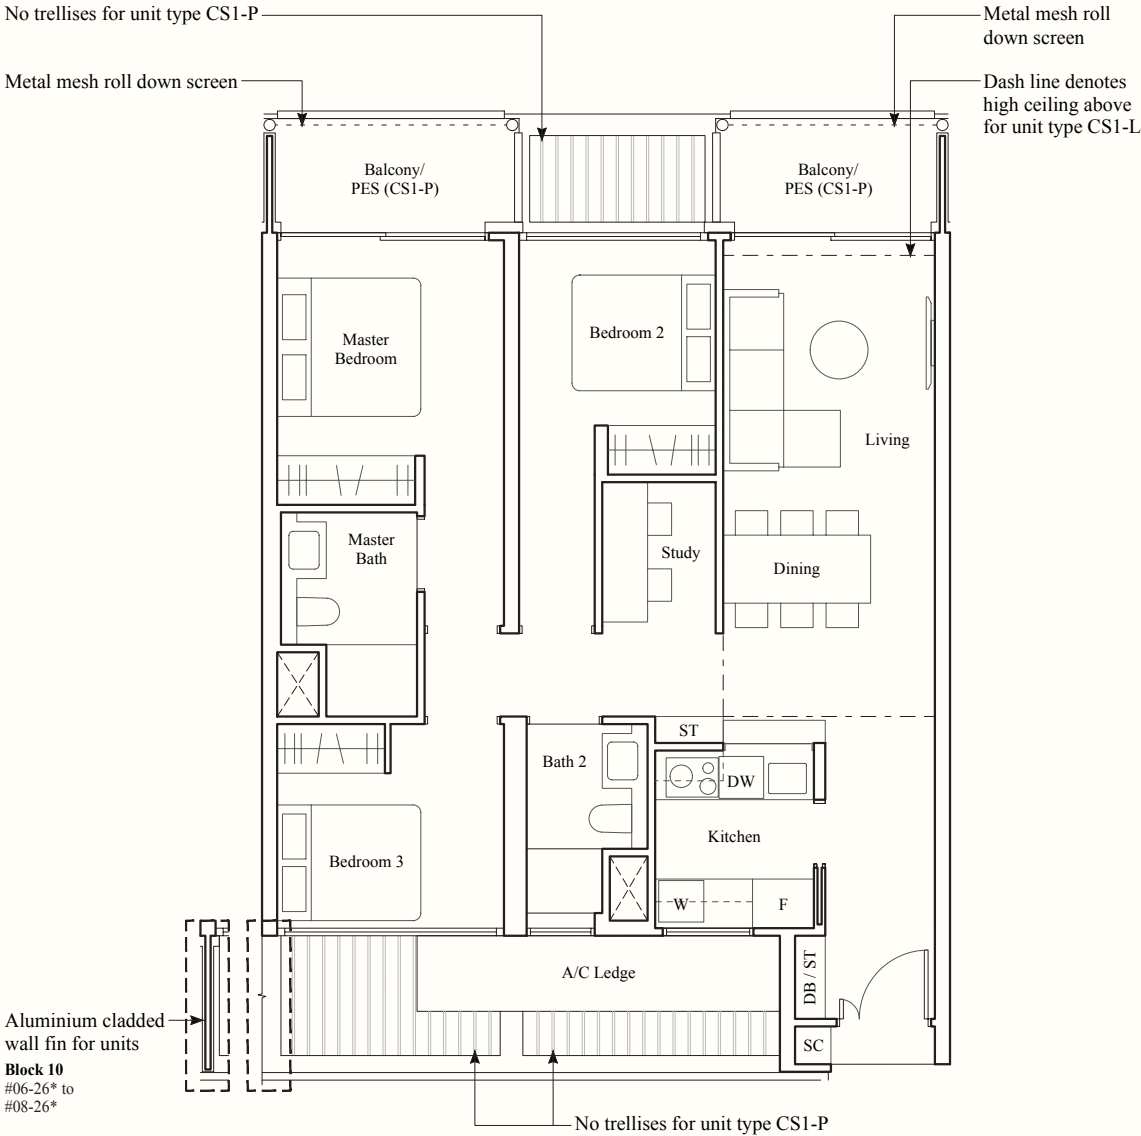 No trellises for unit type CS1-P
Metal mesh roll
down screen
Metal mesh roll down screen
Dash line denotes
high ceiling above
for unit type CS1-L
Balcony/
PES (CS1-P)
Balcony/
PES (CS1-P)
Master
Bedroom
Bedroom 2
Living
Master
Bath
Study
Dining
ST
Bath 2
DW
Kitchen
Bedroom 3
W
F
A/C Ledge
DB / ST
SC
Aluminium cladded
wall fin for units
Block 10
#06-26* to
#08-26*
No trellises for unit type CS1-P